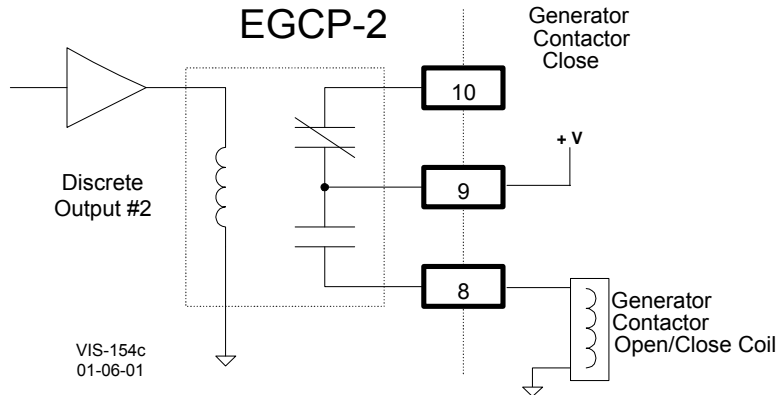 EGCP-2
Generator
Contactor
Close
10
+ V
9
Discrete
Output #2
8
Generator
Contactor
Open/Close Coil
VIS-154c
01-06-01